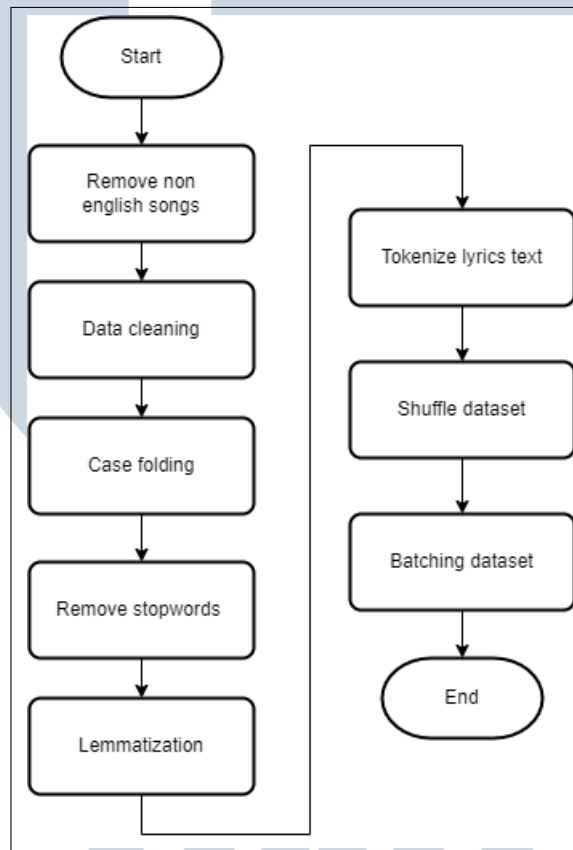 Start
Remove non
english songs
Data cleaning
Case folding
Remove stopwords
Lemmatization
Tokenize lyrics text
Shuffle dataset
Batching dataset
End